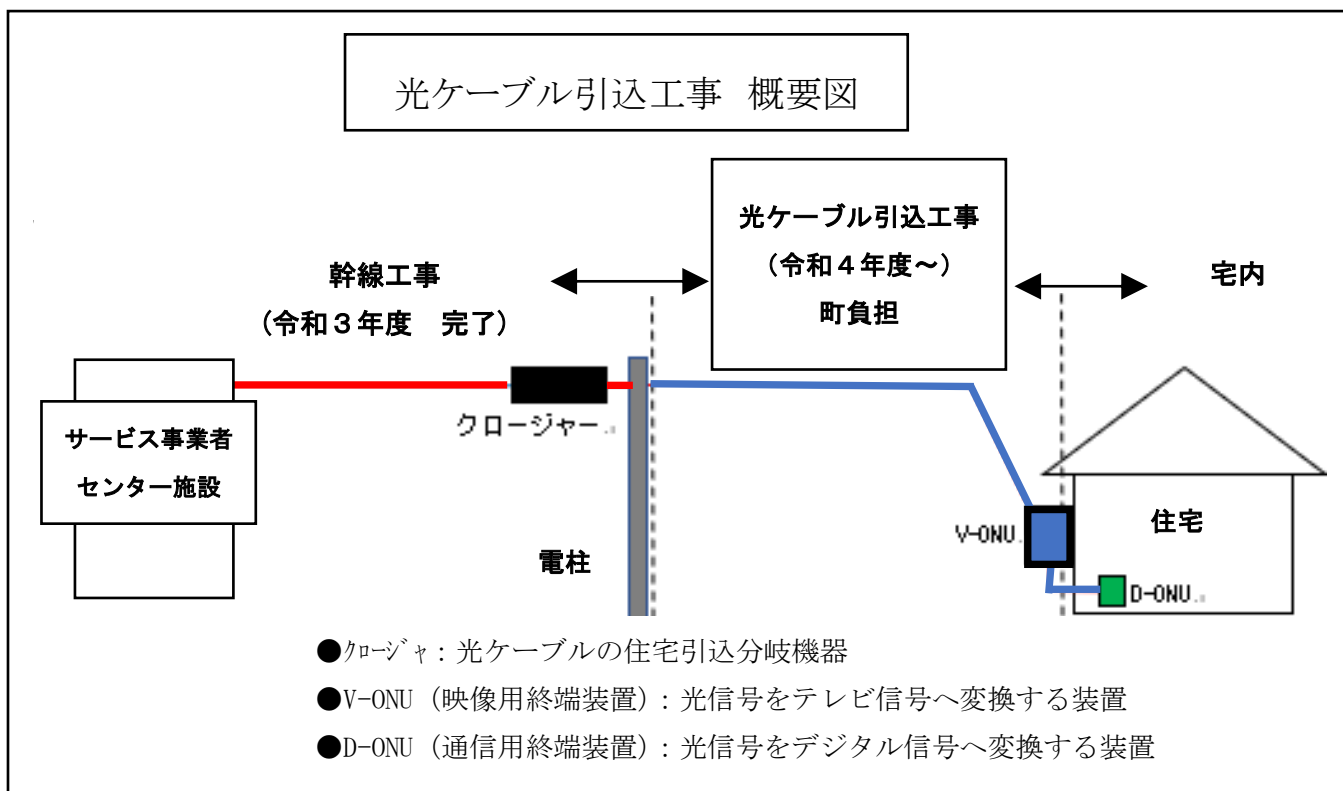 光ケーブル引込工事 概要図
光ケーブル引込工事
(令和４年度～)
町負担
幹線工事
(令和３年度　完了)
宅内
サービス事業者
センター施設
クロージャー
電柱
V-ONU
住宅
D-ONU
●ｸﾛｰｼﾞｬ：光ケーブルの住宅引込分岐機器
●V-ONU（映像用終端装置）：光信号をテレビ信号へ変換する装置
●D-ONU（通信用終端装置）：光信号をデジタル信号へ変換する装置